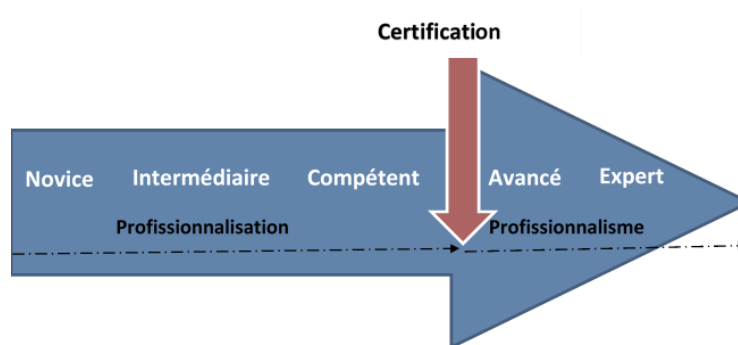 Certification
Novice Intermédiaire Compétent Avancé Expert
Profissionnalisation Profissionnalisme